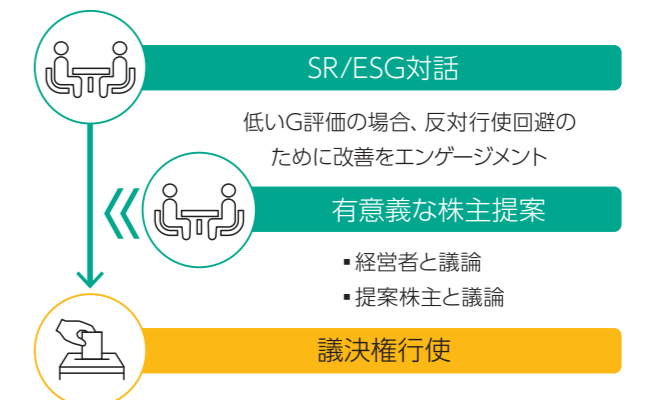 SR/ESG対話
低いG評価の場合、反対行使回避の
ために改善をエンゲージメント
有意義な株主提案
▪経営者と議論
▪提案株主と議論
議決権行使